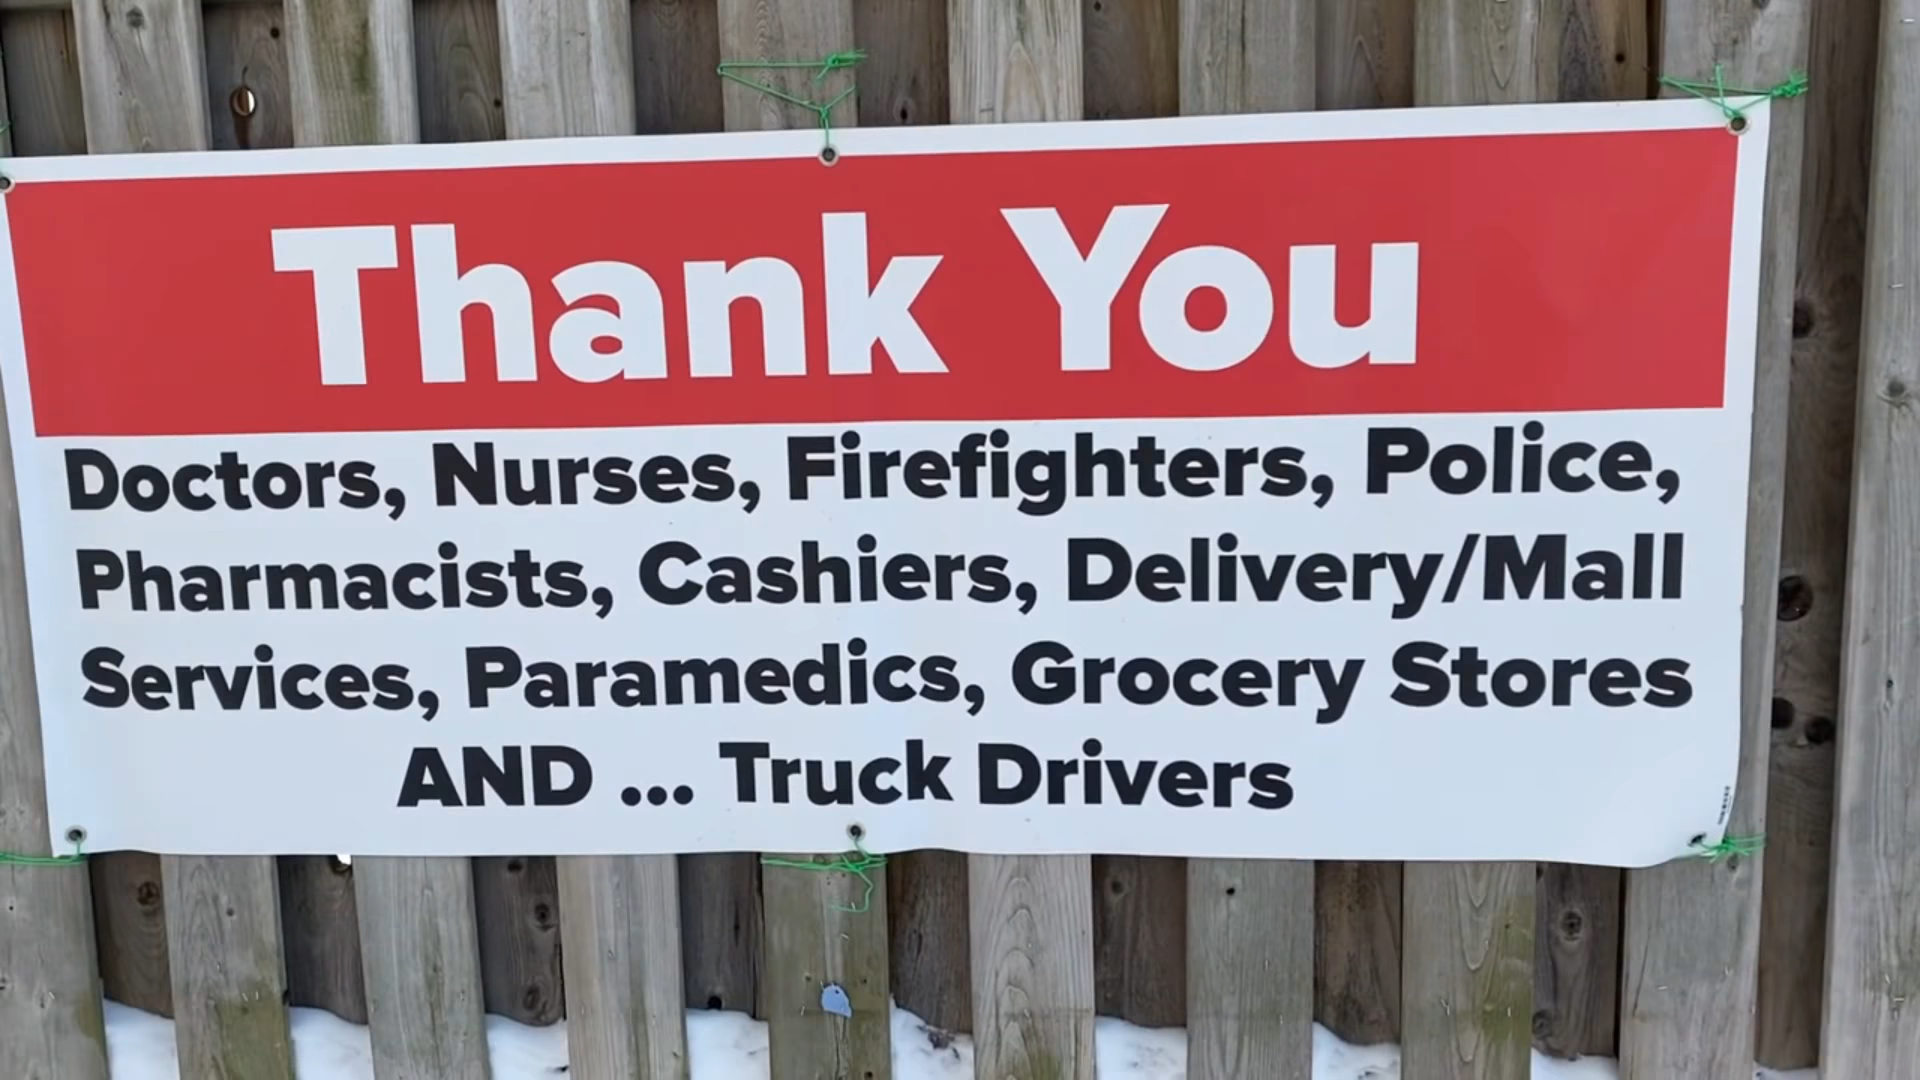 Thank You
Doctors, Nurses, Firefighters, Police,
Pharmacists, Cashiers, Delivery/Mall
Services, Paramedics, Grocery Stores
AND ... Truck Drivers